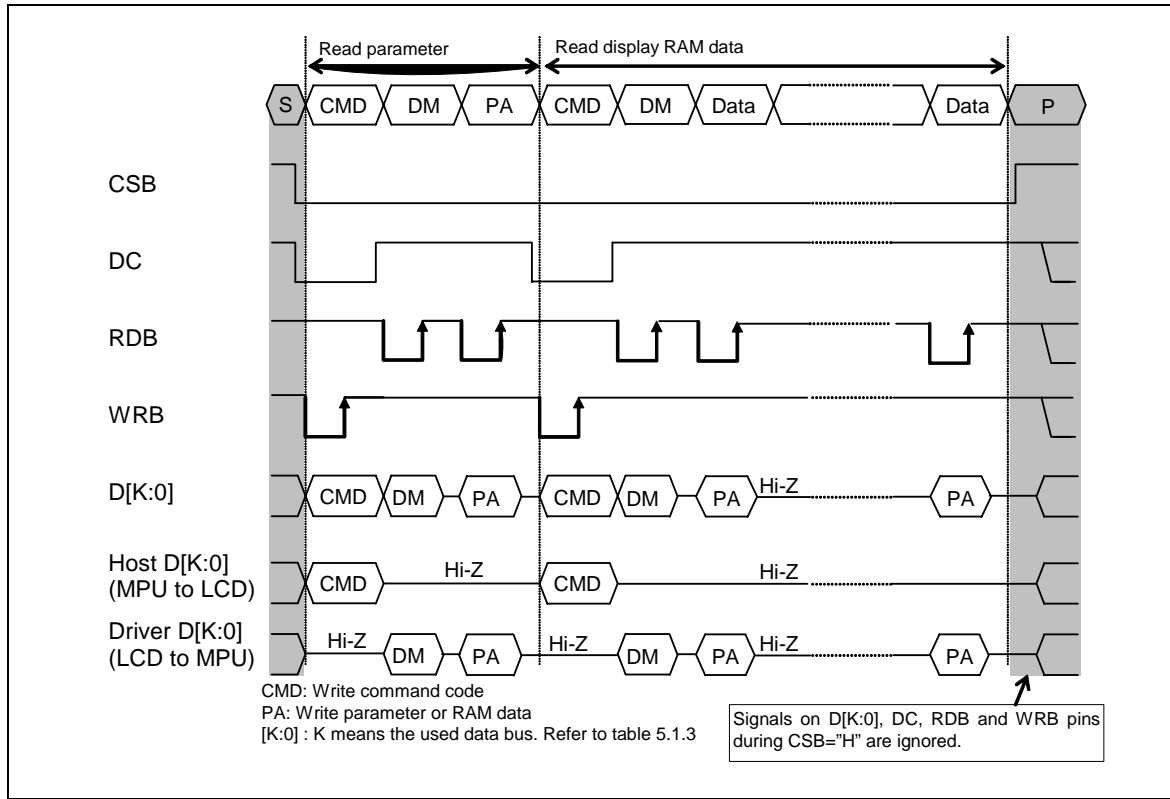 Read parameter Read display RAM data
S CMD DM PA CMD DM Data Data P
CSB
DC
RDB
WRB
D[K:0] CMD DM PA CMD DM PA Hi-Z PA
Host D[K:0]
(MPU to LCD) CMD Hi-Z CMD Hi-Z
Driver D[K:0]
(LCD to MPU) Hi-Z DM PA Hi-Z DM PA Hi-Z PA
CMD: Write command code
PA: Write parameter or RAM data
[K:0] : K means the used data bus. Refer to table 5.1.3
Signals on D[K:0], DC, RDB and WRB pins
during CSB="H" are ignored.